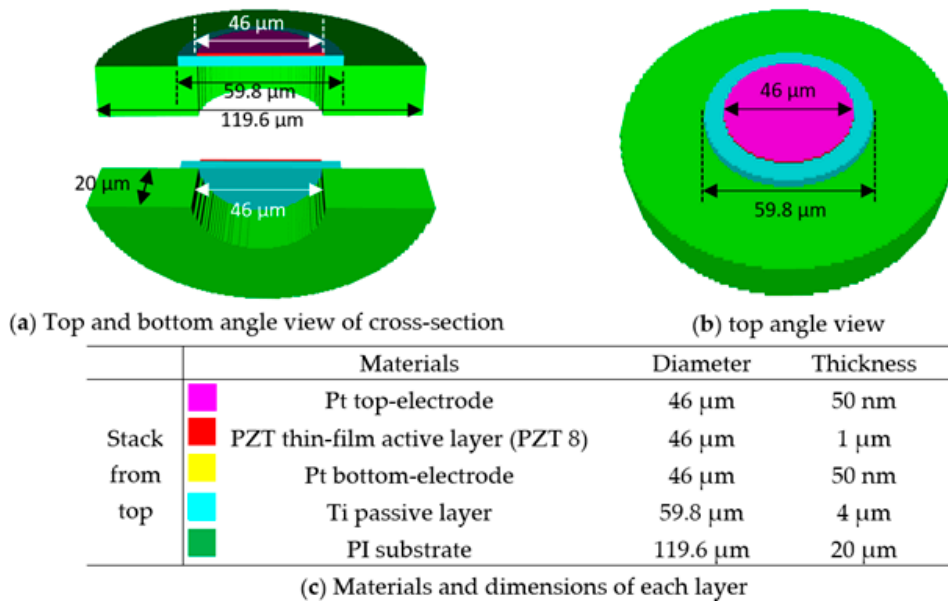 46 µm
59.8 µm
119.6 µm
20 µm
46 µm
(a) Top and bottom angle view of cross-section
46 µm
59.8 µm
(b) top angle view
Materials Diameter Thickness
Stack from top
Pt top-electrode 46 µm 50 nm
PZT thin-film active layer (PZT 8) 46 µm 1 µm
Pt bottom-electrode 46 µm 50 nm
Ti passive layer 59.8 µm 4 µm
PI substrate 119.6 µm 20 µm
(c) Materials and dimensions of each layer